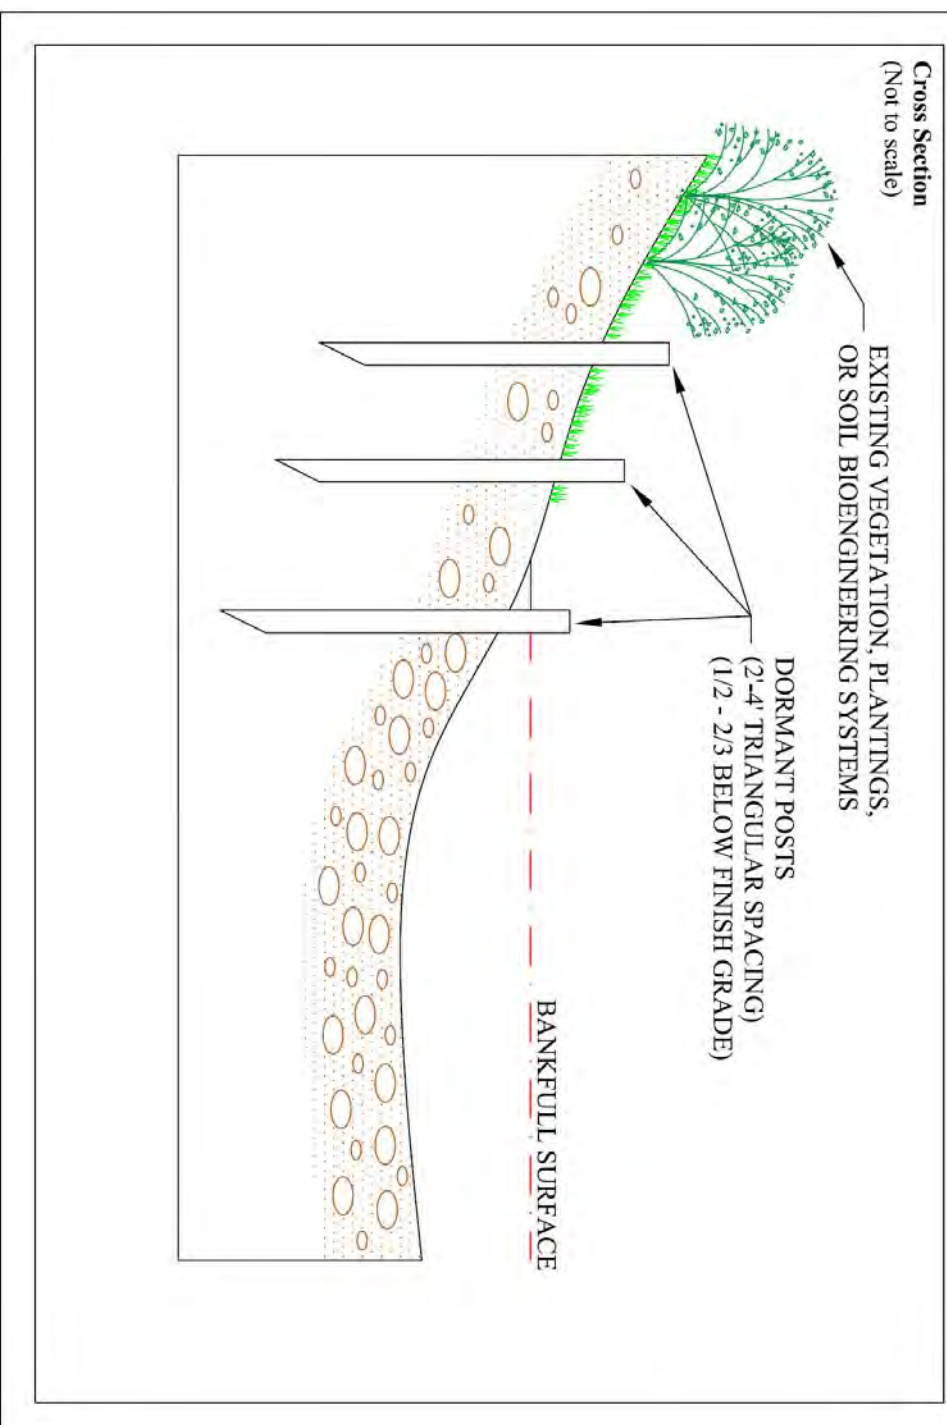 Cross Section
(Not to scale)
EXISTING VEGETATION, PLANTINGS,
OR SOIL BIOENGINEERING SYSTEMS
DORMANT POSTS
(2'-4' TRIANGULAR SPACING)
(1/2 - 2/3 BELOW FINISH GRADE)
BANKFULL SURFACE